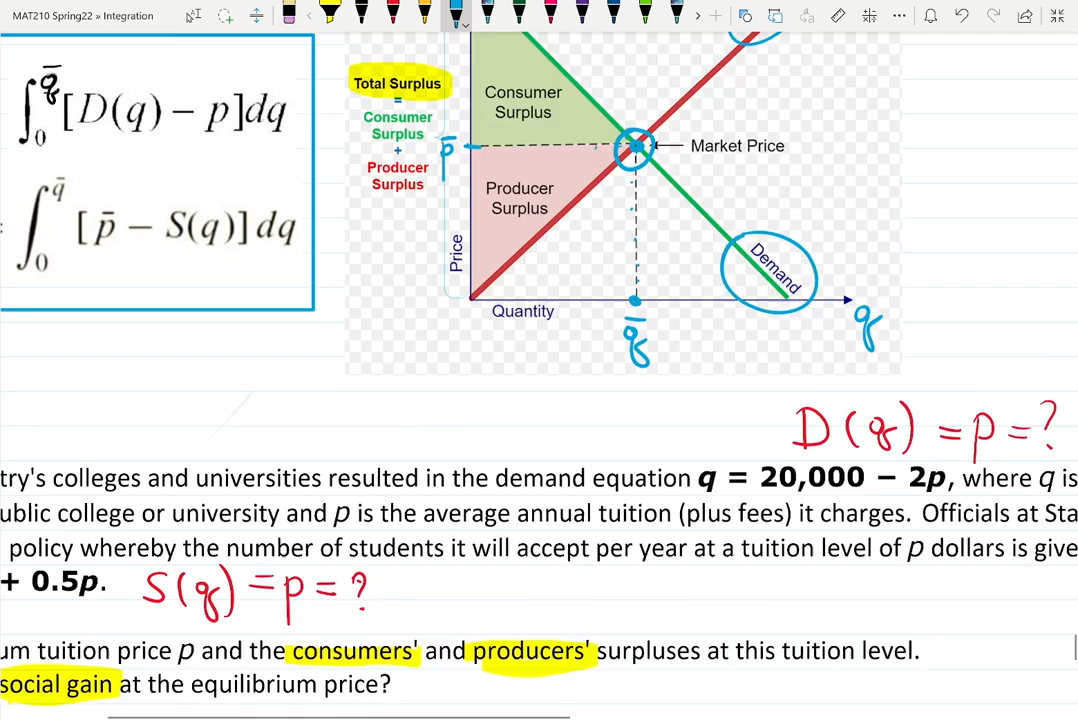 MAT210 Spring22 » Integration
∫₀^q̄ [D(q) − p]dq
∫₀^q̄ [p̄ − S(q)] dq
Total Surplus
=
Consumer
Surplus
+
Producer
Surplus
Consumer
Surplus
p̄
Market Price
Producer
Surplus
Price
Demand
Quantity
q̄
q
D(q) = p = ?
try's colleges and universities resulted in the demand equation q = 20,000 − 2p, where q is
ublic college or university and p is the average annual tuition (plus fees) it charges. Officials at Sta
policy whereby the number of students it will accept per year at a tuition level of p dollars is give
+ 0.5p. S(q) = p = ?
um tuition price p and the consumers' and producers' surpluses at this tuition level.
social gain at the equilibrium price?